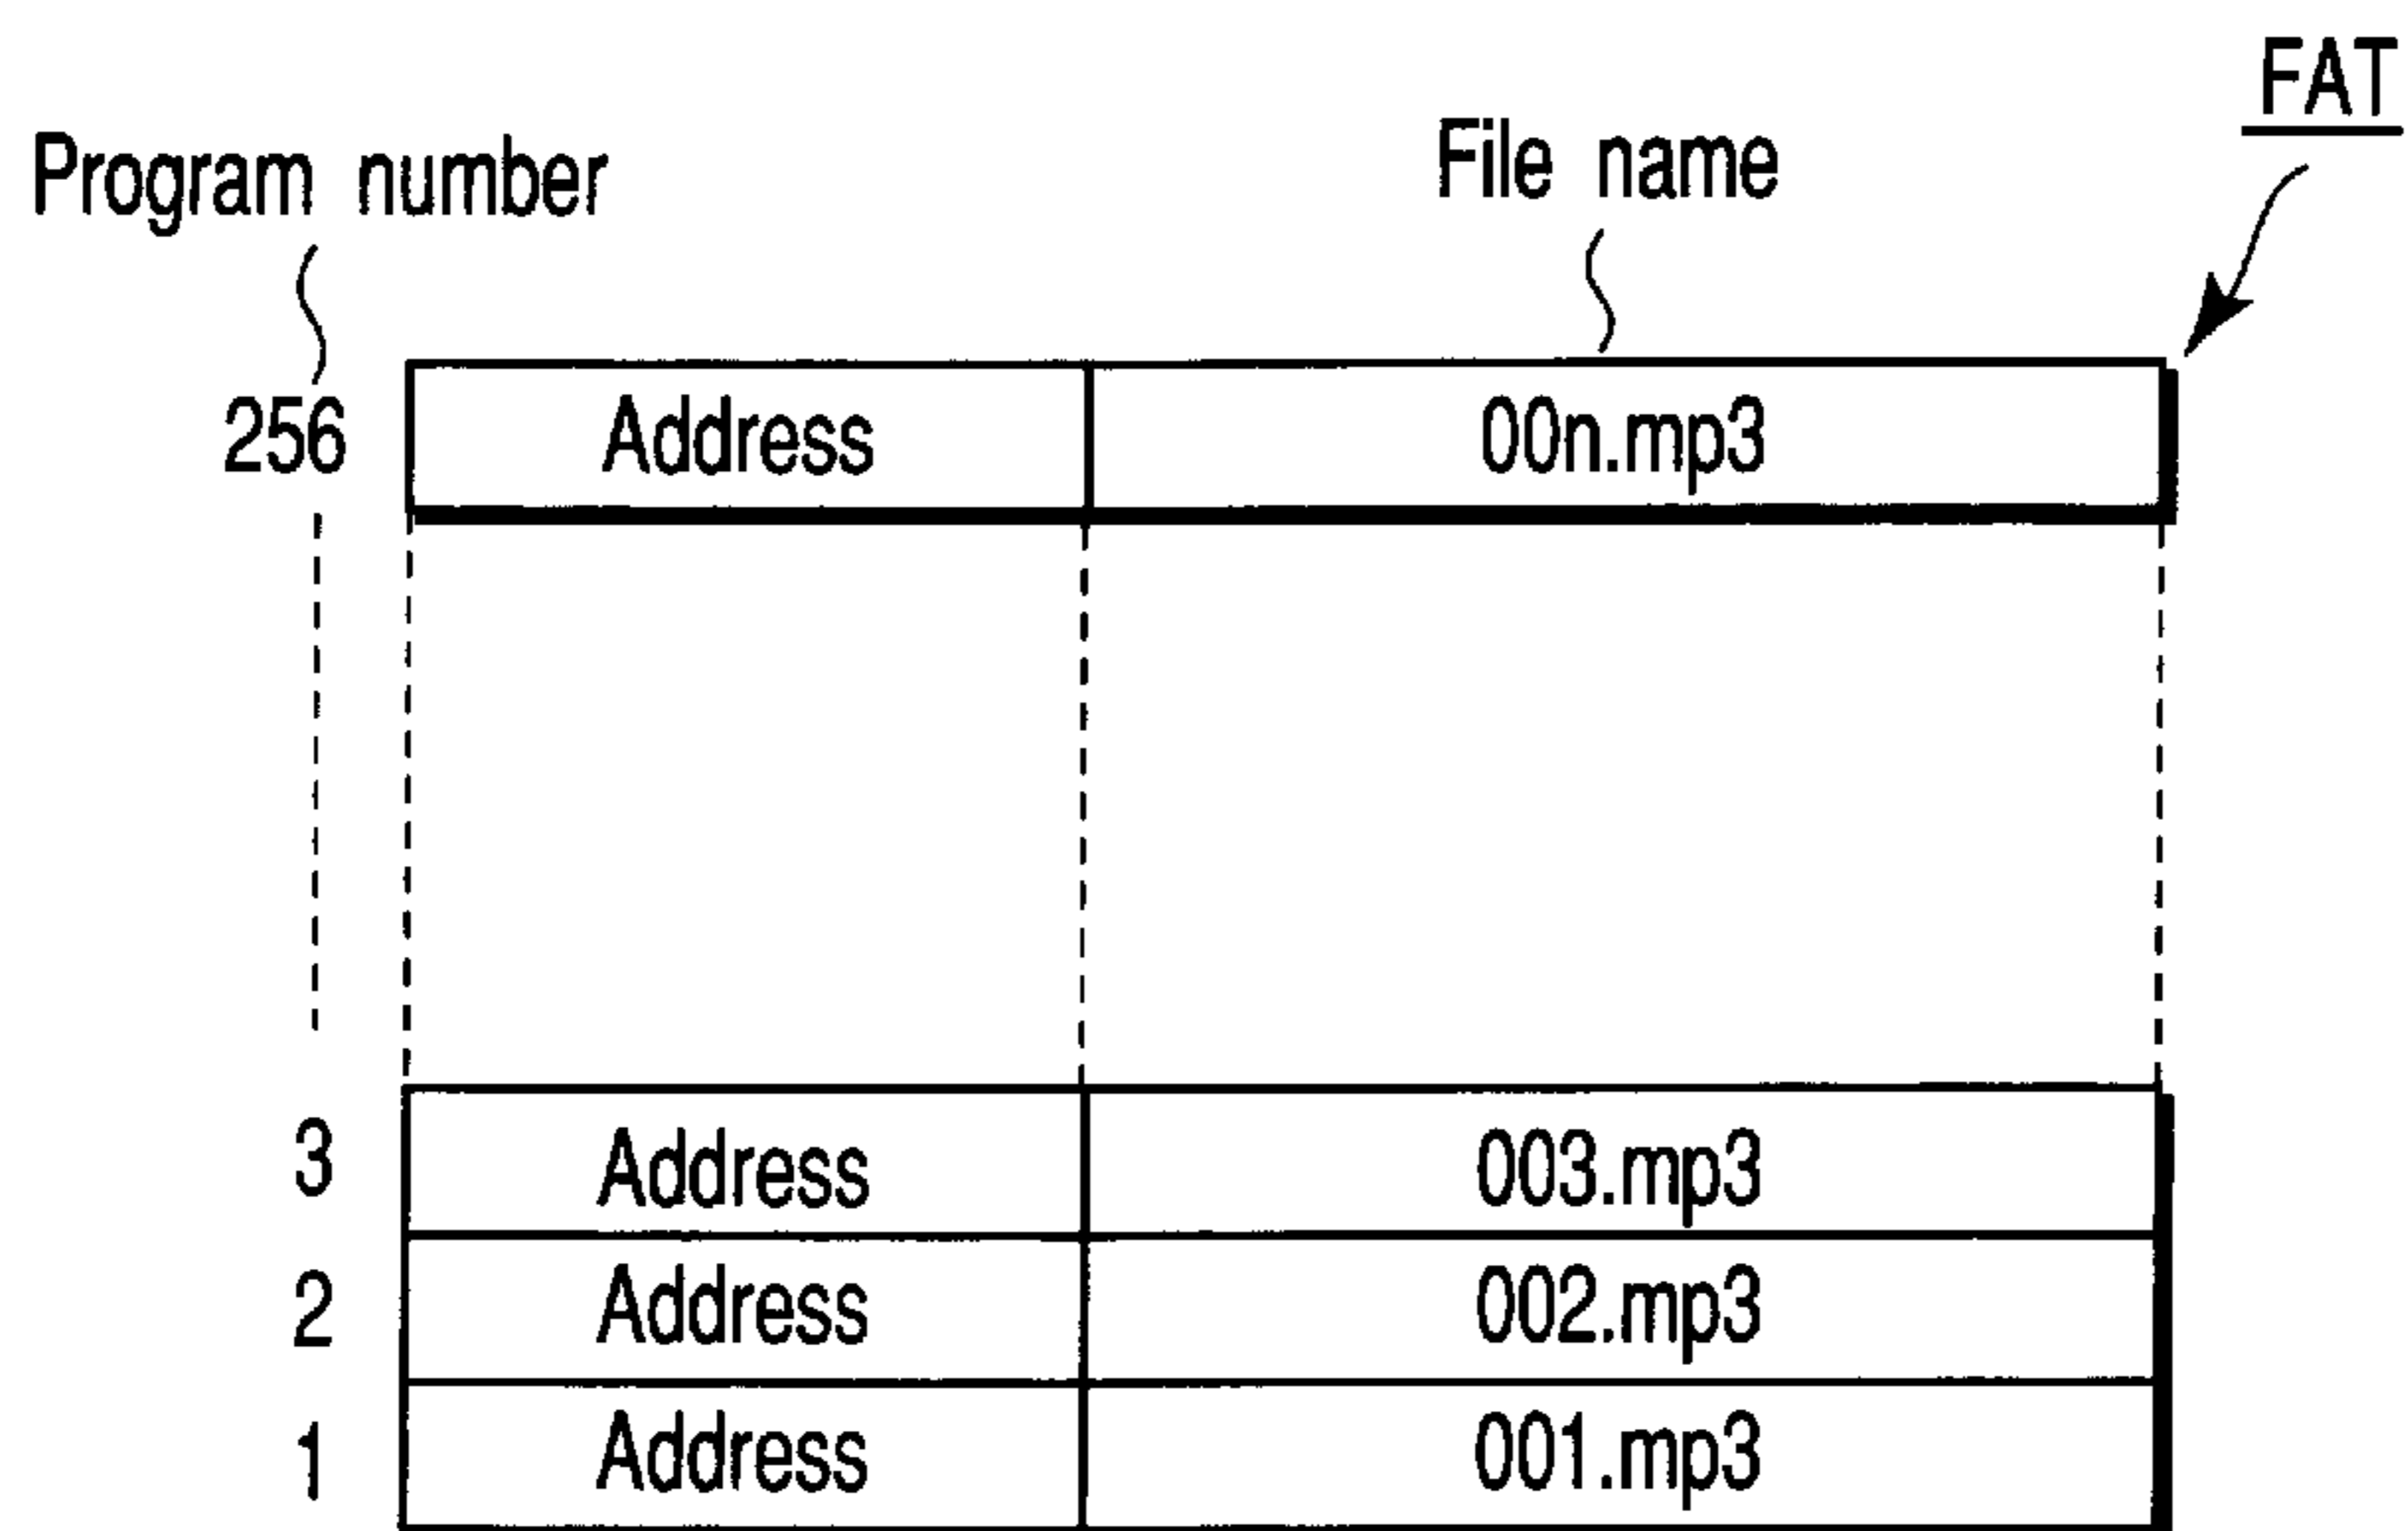 FAT
Program number
File name
256 Address 00n.mp3
3 Address 003.mp3
2 Address 002.mp3
1 Address 001.mp3